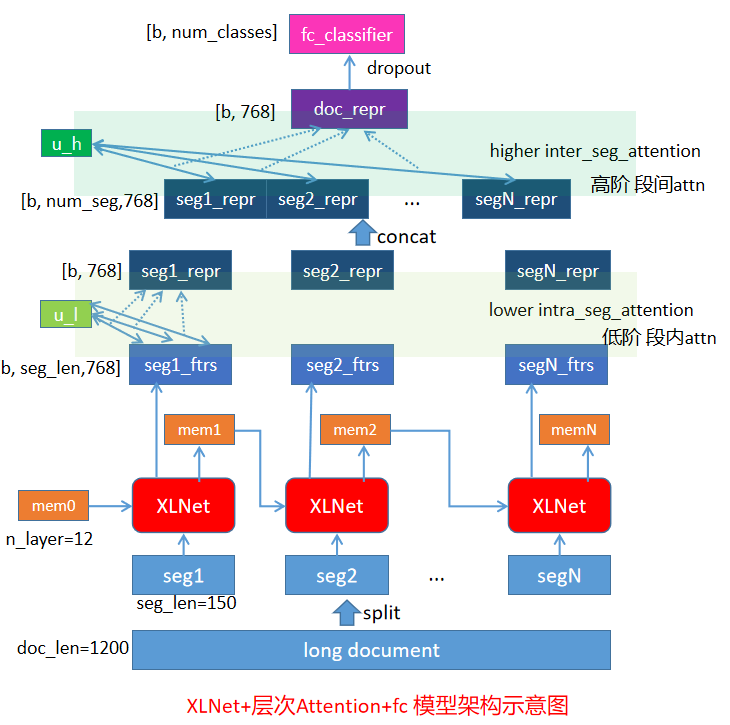 [b, num_classes]
fc_classifier
dropout
[b, 768]
doc_repr
u_h
higher inter_seg_attention
高阶 段间attn
[b, num_seg,768]
seg1_repr
seg2_repr
...
segN_repr
concat
[b, 768]
seg1_repr
seg2_repr
segN_repr
u_l
lower intra_seg_attention
低阶 段内attn
b, seg_len,768]
seg1_ftrs
seg2_ftrs
segN_ftrs
mem1
mem2
memN
mem0
XLNet
XLNet
XLNet
n_layer=12
seg1
seg2
...
segN
seg_len=150
split
doc_len=1200
long document
XLNet+层次Attention+fc 模型架构示意图